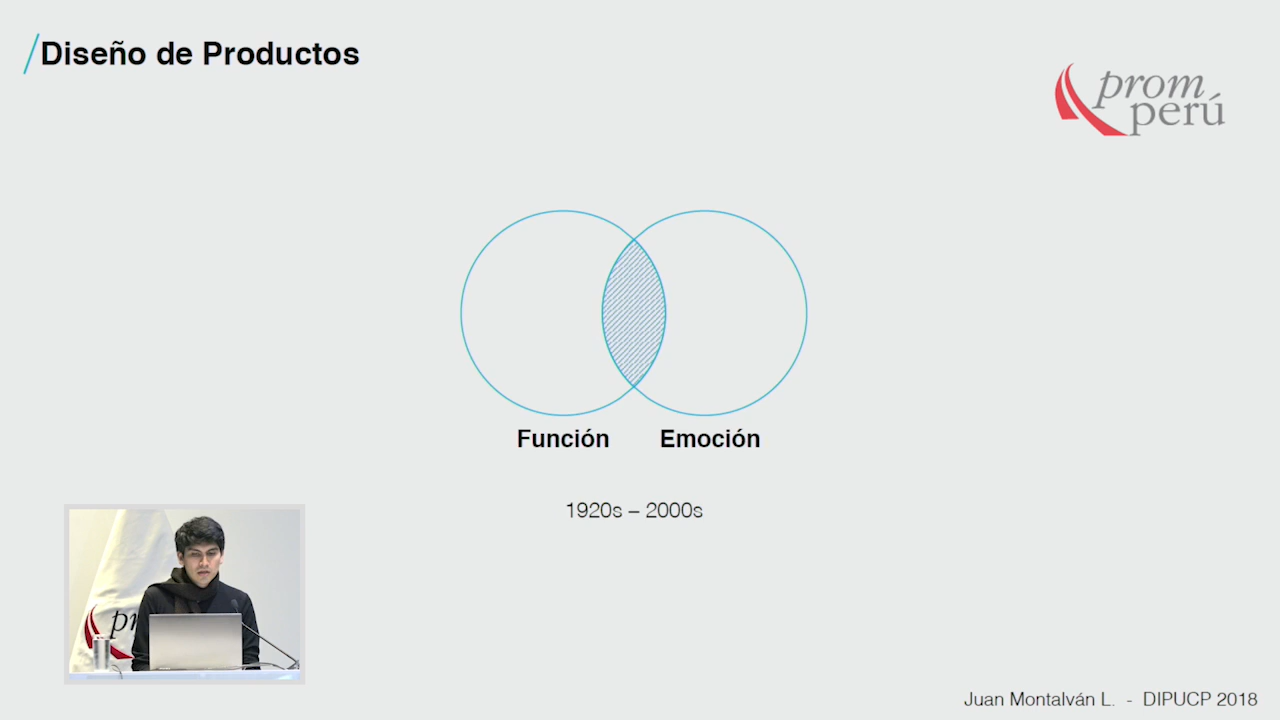 Diseño de Productos
prom
perú
Función Emoción
1920s – 2000s
Juan Montalván L. - DIPUCP 2018